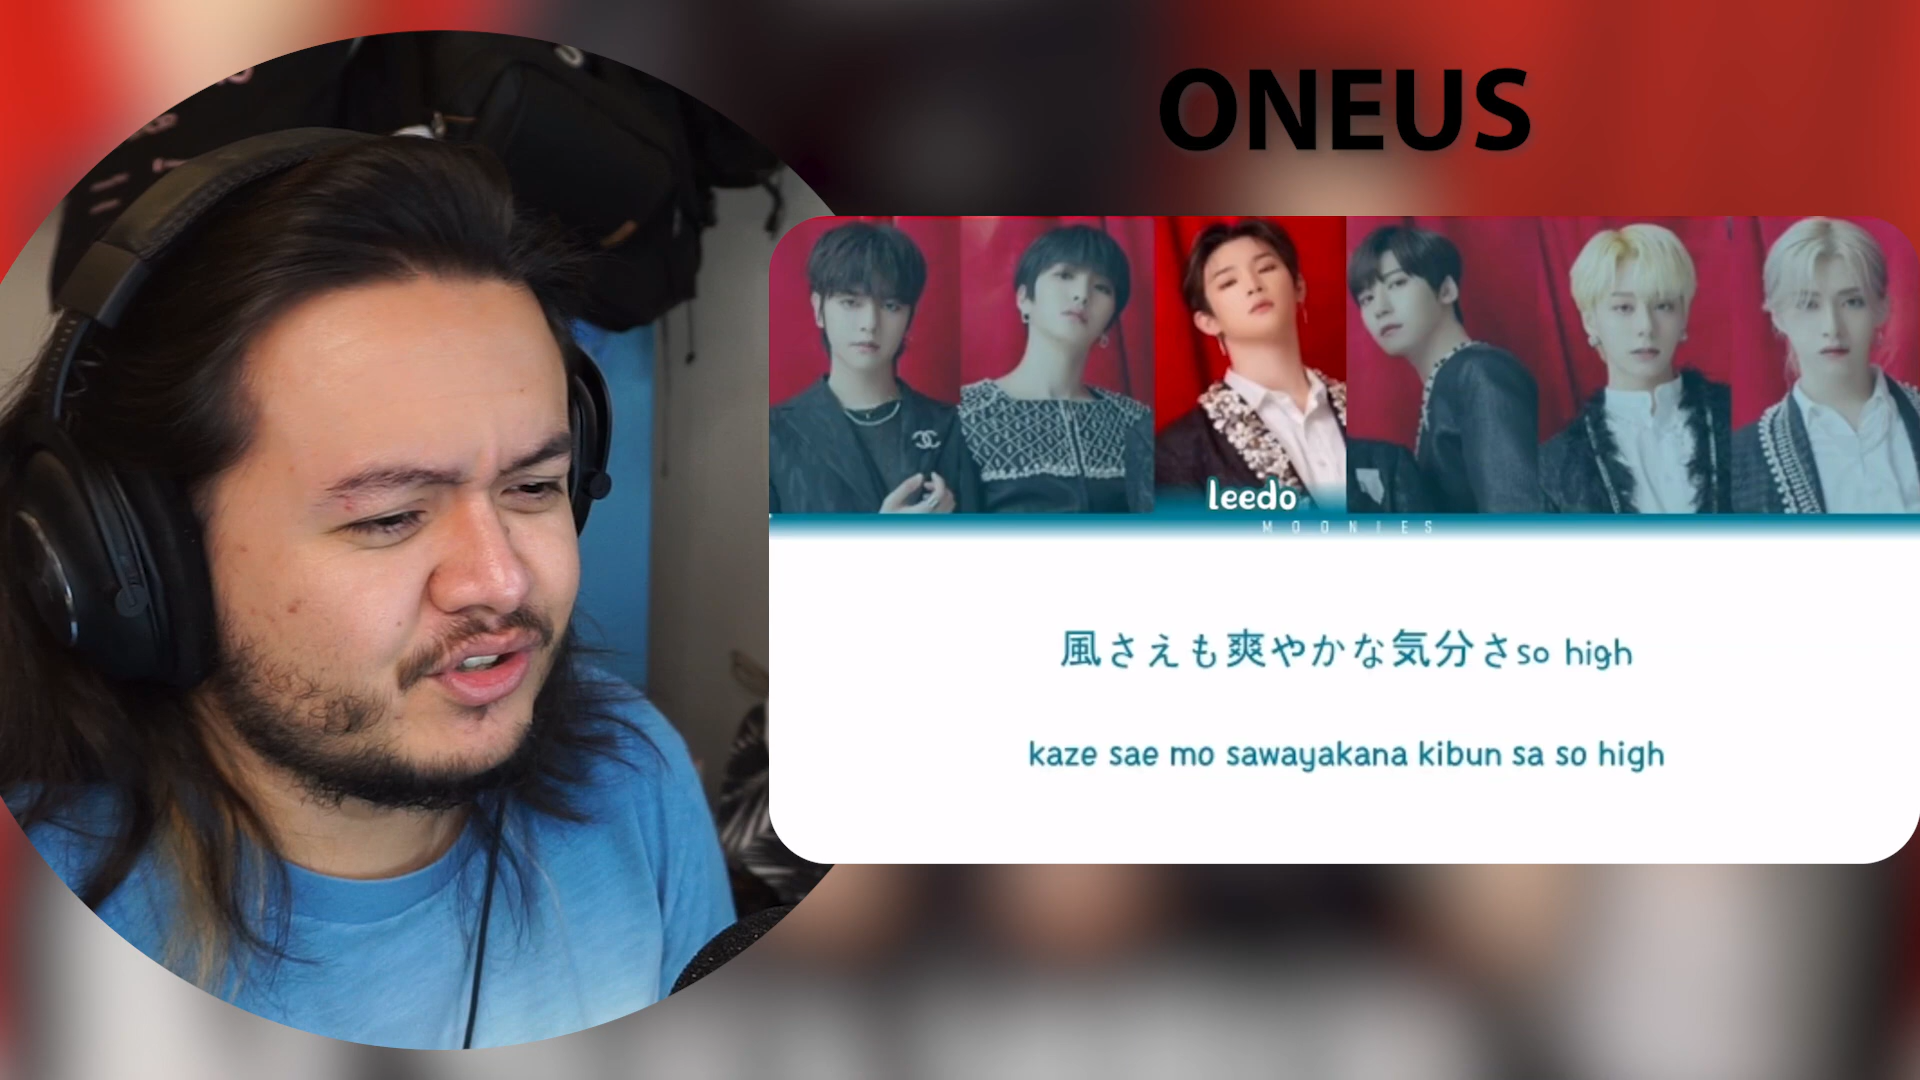 ONEUS
leedo
MOONIES
風さえも爽やかな気分さso high
kaze sae mo sawayakana kibun sa so high